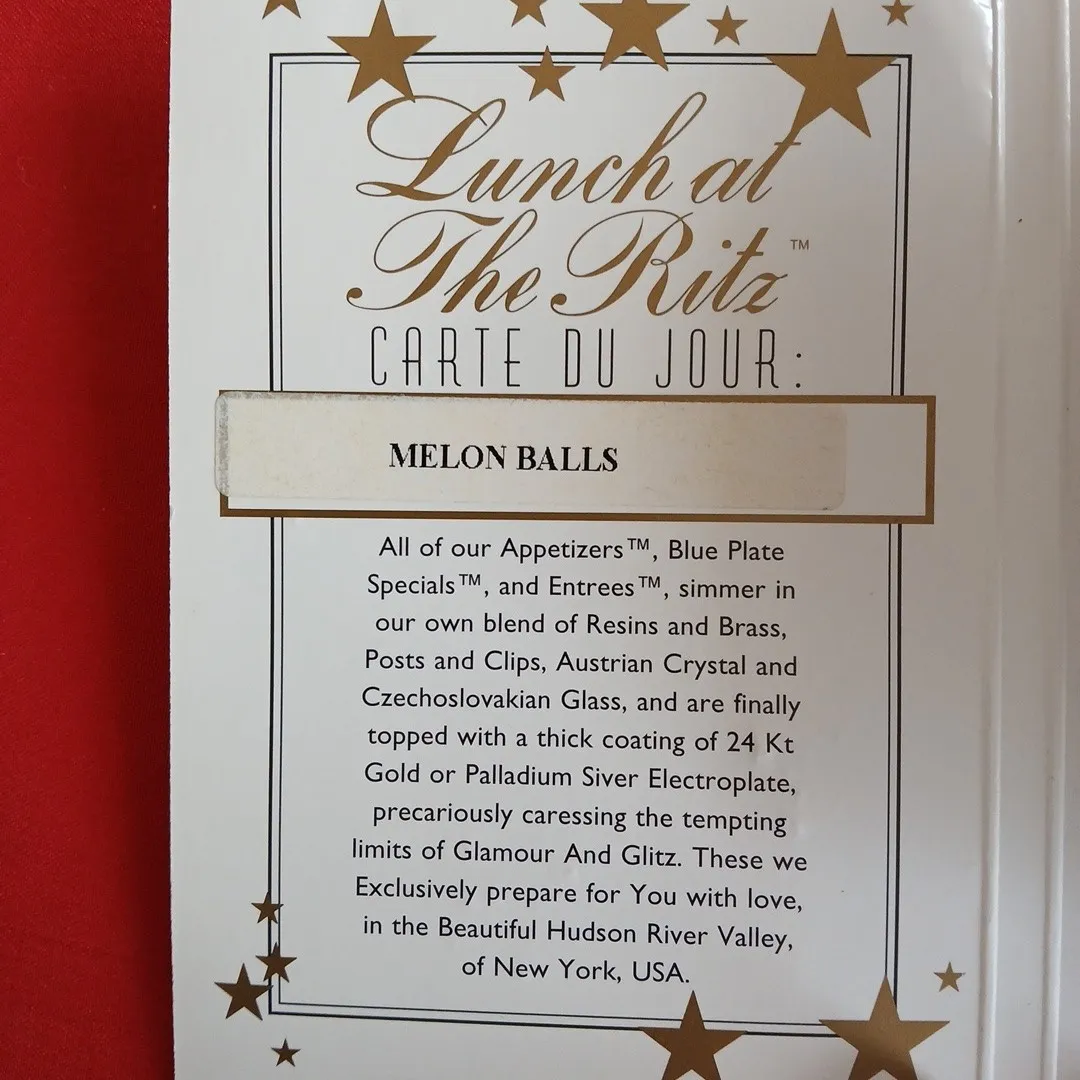 Lunch at
The Ritz™
CARTE DU JOUR:
MELON BALLS
All of our Appetizers™, Blue Plate
Specials™, and Entrees™, simmer in
our own blend of Resins and Brass,
Posts and Clips, Austrian Crystal and
Czechoslovakian Glass, and are finally
topped with a thick coating of 24 Kt
Gold or Palladium Siver Electroplate,
precariously caressing the tempting
limits of Glamour And Glitz. These we
Exclusively prepare for You with love,
in the Beautiful Hudson River Valley,
of New York, USA.